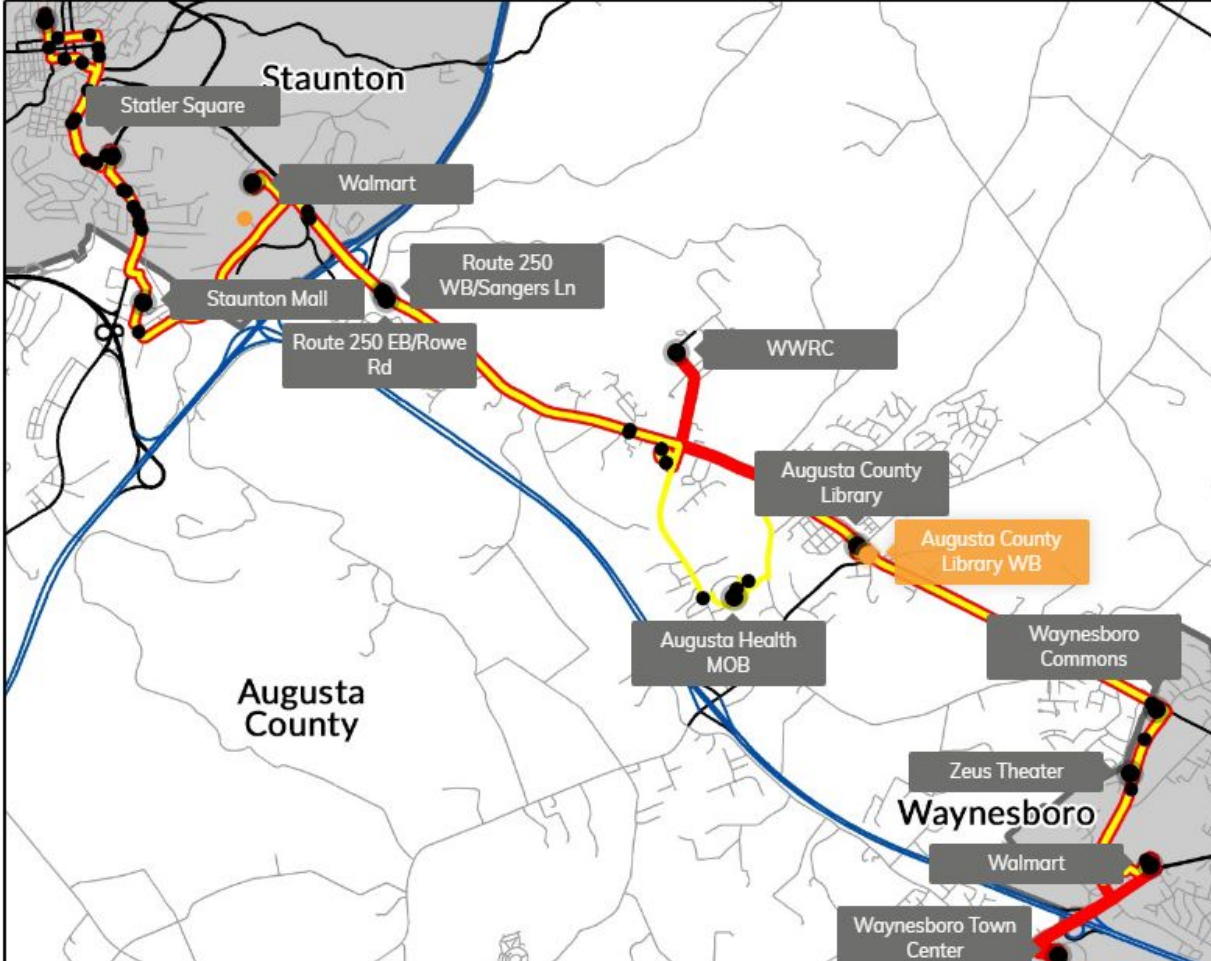 Staunton
Statler Square
Walmart
Route 250
WB/Sangers Ln
Staunton Mall
Route 250 EB/Rowe
Rd
WWRC
Augusta County
Library
Augusta County
Library WB
Augusta Health
MOB
Waynesboro
Commons
Augusta
County
Zeus Theater
Waynesboro
Walmart
Waynesboro Town
Center